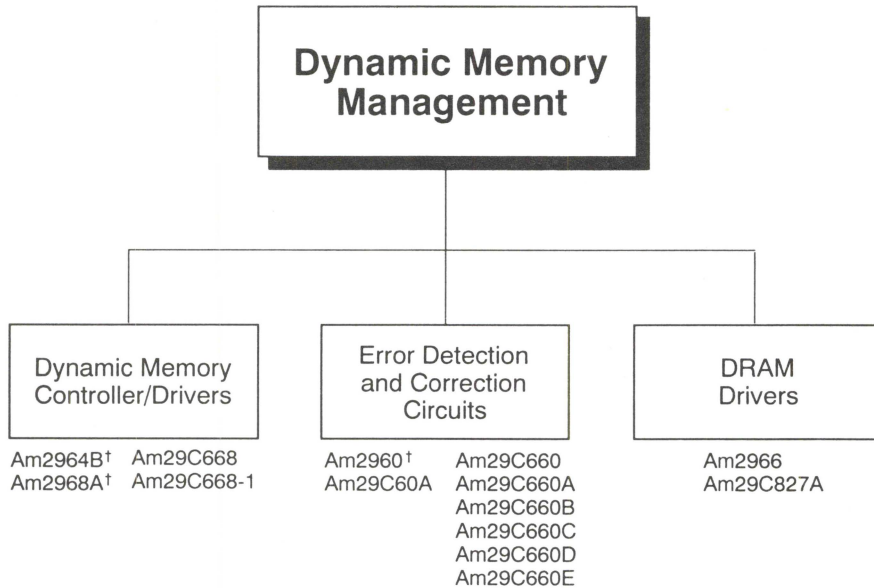 Dynamic Memory
Management
Dynamic Memory
Controller/Drivers
Am2964B† Am29C668
Am2968A† Am29C668-1
Error Detection
and Correction
Circuits
Am2960† Am29C660
Am29C60A Am29C660A
Am29C660B
Am29C660C
Am29C660D
Am29C660E
DRAM
Drivers
Am2966
Am29C827A